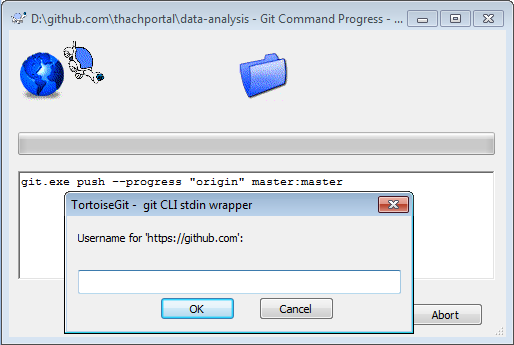 D:\github.com\thachportal\data-analysis - Git Command Progress - ...
git.exe push --progress "origin" master:master
TortoiseGit - git CLI stdin wrapper
Username for 'https://github.com':
OK
Cancel
Abort